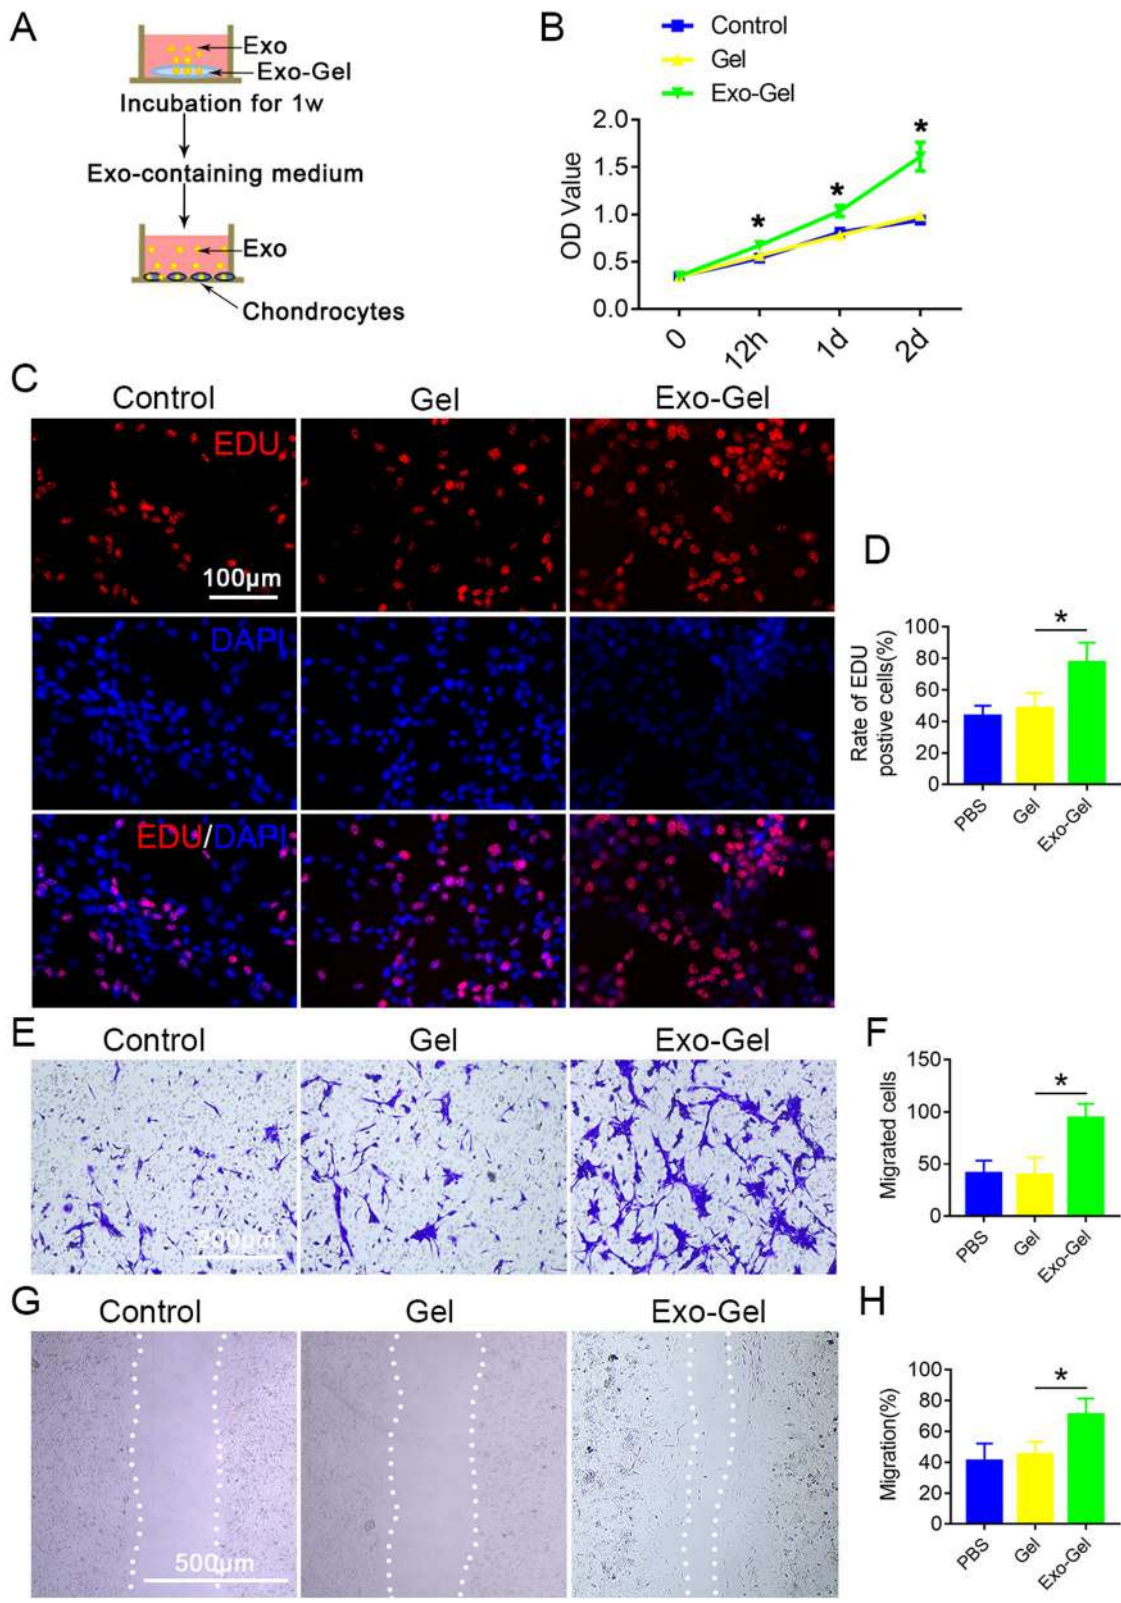 A
Exo
Exo-Gel
Incubation for 1w
Exo-containing medium
Exo
Chondrocytes
B
Control
Gel
Exo-Gel
OD Value
2.0
1.5
1.0
0.5
0.0
*
*
*
0
12h
1d
2d
C
Control
Gel
Exo-Gel
EDU
100μm
DAPI
EDU/DAPI
D
Rate of EDU
postive cells(%)
100
80
60
40
20
0
*
PBS
Gel
Exo-Gel
E
Control
Gel
Exo-Gel
200μm
F
Migrated cells
150
100
50
0
*
PBS
Gel
Exo-Gel
G
Control
Gel
Exo-Gel
500μm
H
Migration(%)
100
80
60
40
20
0
*
PBS
Gel
Exo-Gel